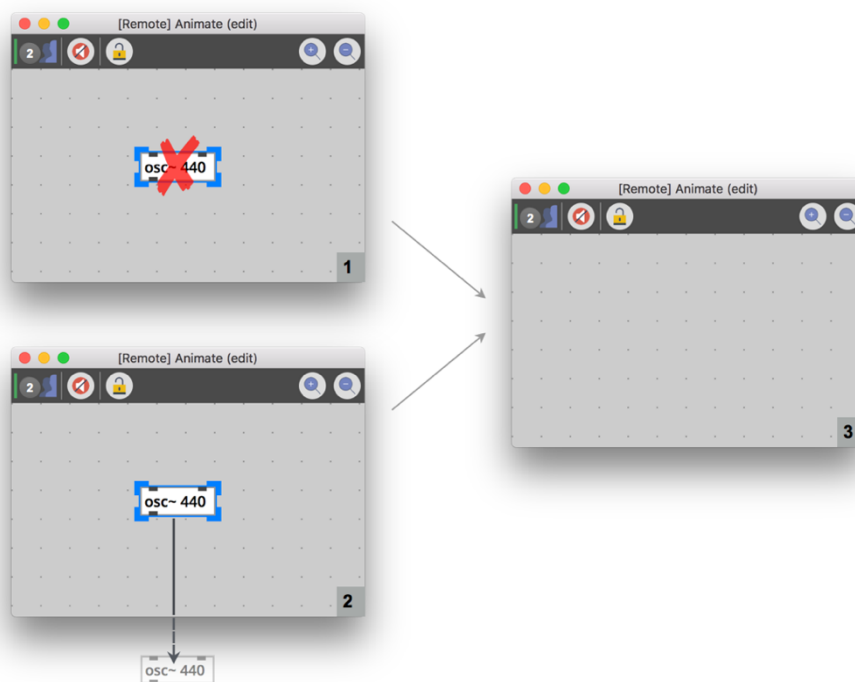 [Remote] Animate (edit)
2
osc~ 440
1
[Remote] Animate (edit)
2
osc~ 440
2
osc~ 440
[Remote] Animate (edit)
2
3